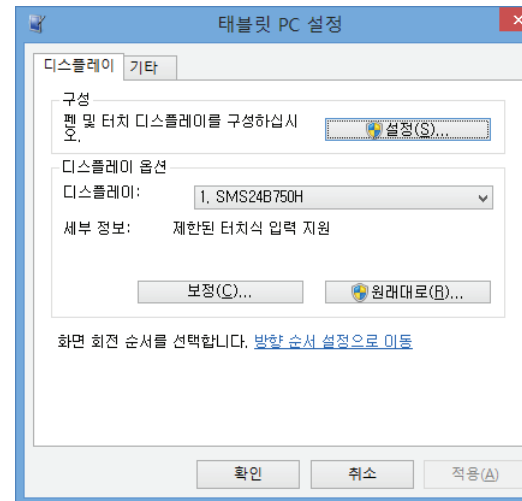 태블릿 PC 설정
디스플레이 기타
구성
펜 및 터치 디스플레이를 구성하십시
오.
설정(S)...
디스플레이 옵션
디스플레이: 1. SMS24B750H
세부 정보: 제한된 터치식 입력 지원
보정(C)... 원래대로(R)...
화면 회전 순서를 선택합니다. 방향 순서 설정으로 이동
확인 취소 적용(A)